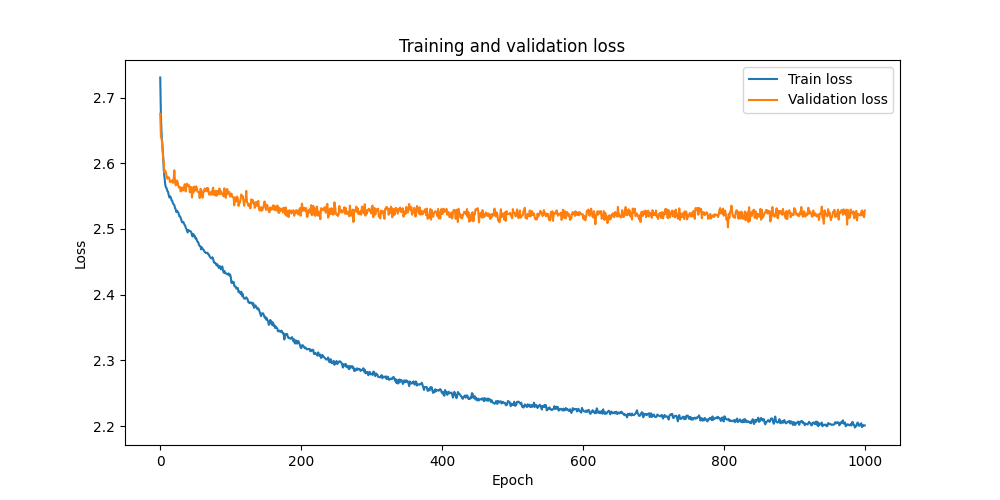 Training and validation loss
Train loss
Validation loss
2.7
2.6
2.5
2.4
2.3
2.2
Loss
0 200 400 600 800 1000
Epoch